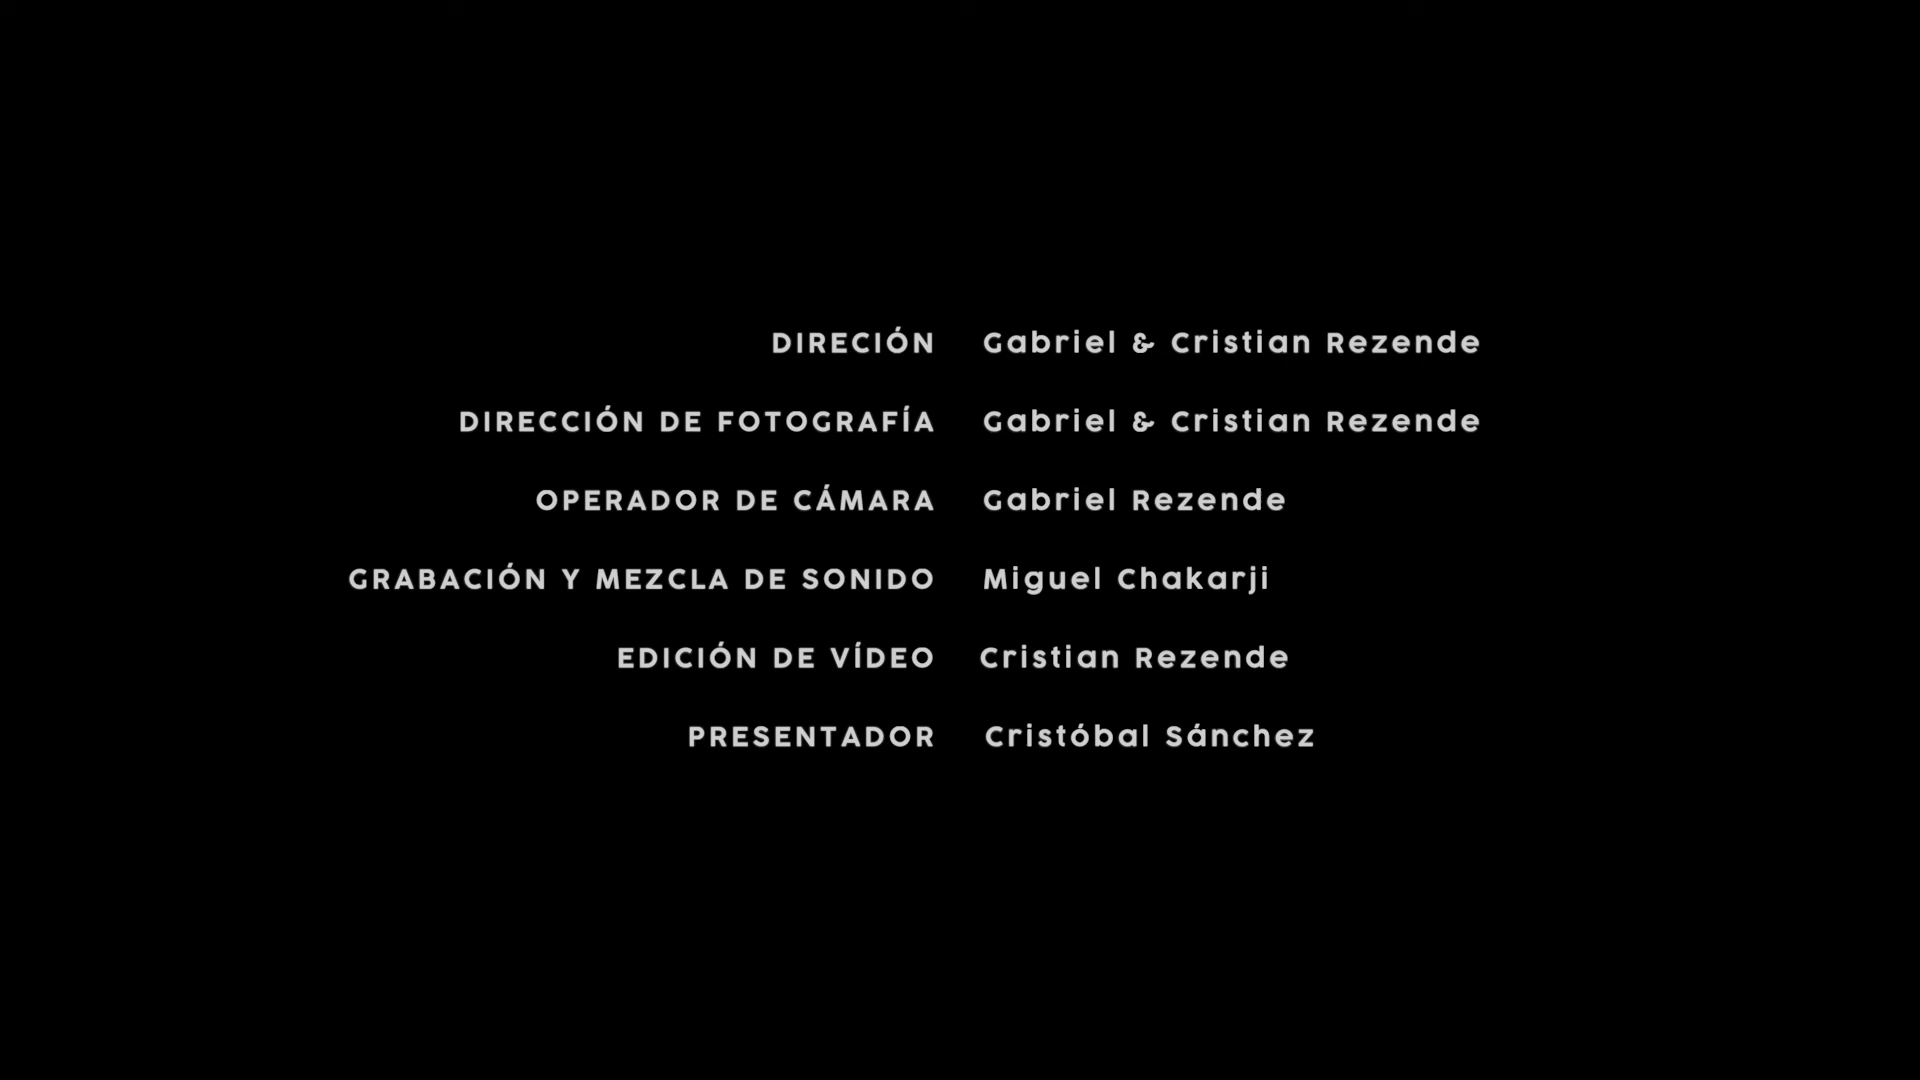 DIRECIÓN Gabriel & Cristian Rezende
DIRECCIÓN DE FOTOGRAFÍA Gabriel & Cristian Rezende
OPERADOR DE CÁMARA Gabriel Rezende
GRABACIÓN Y MEZCLA DE SONIDO Miguel Chakarji
EDICIÓN DE VÍDEO Cristian Rezende
PRESENTADOR Cristóbal Sánchez